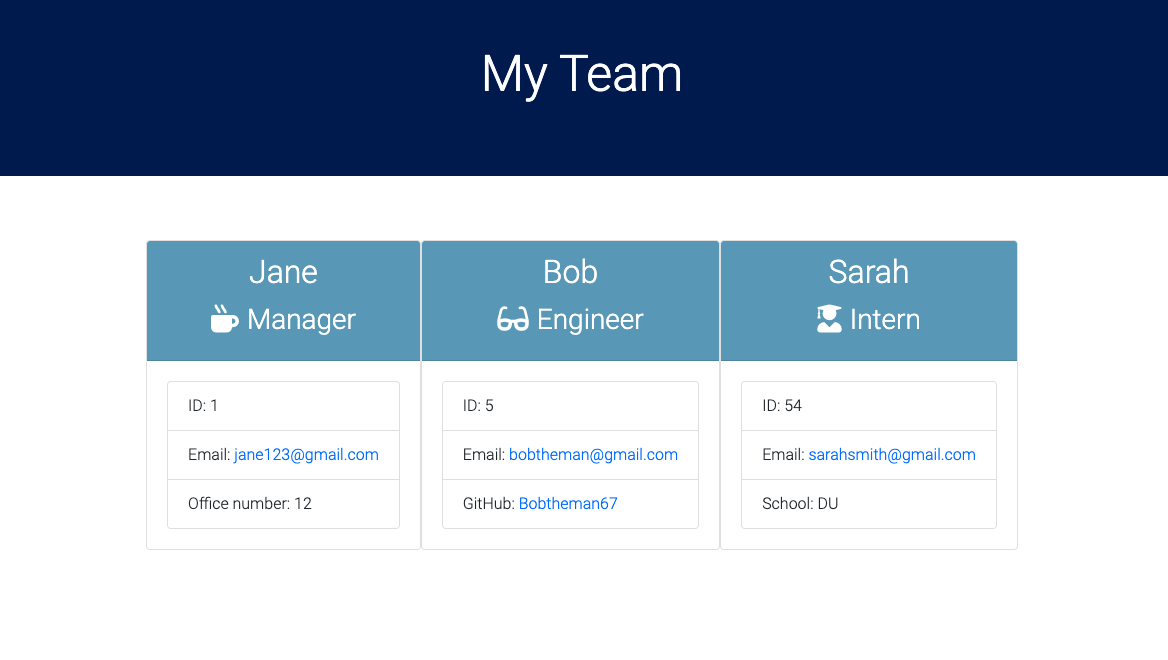 My Team
Jane
Manager
ID: 1
Email: jane123@gmail.com
Office number: 12
Bob
Engineer
ID: 5
Email: bobtheman@gmail.com
GitHub: Bobtheman67
Sarah
Intern
ID: 54
Email: sarahsmith@gmail.com
School: DU